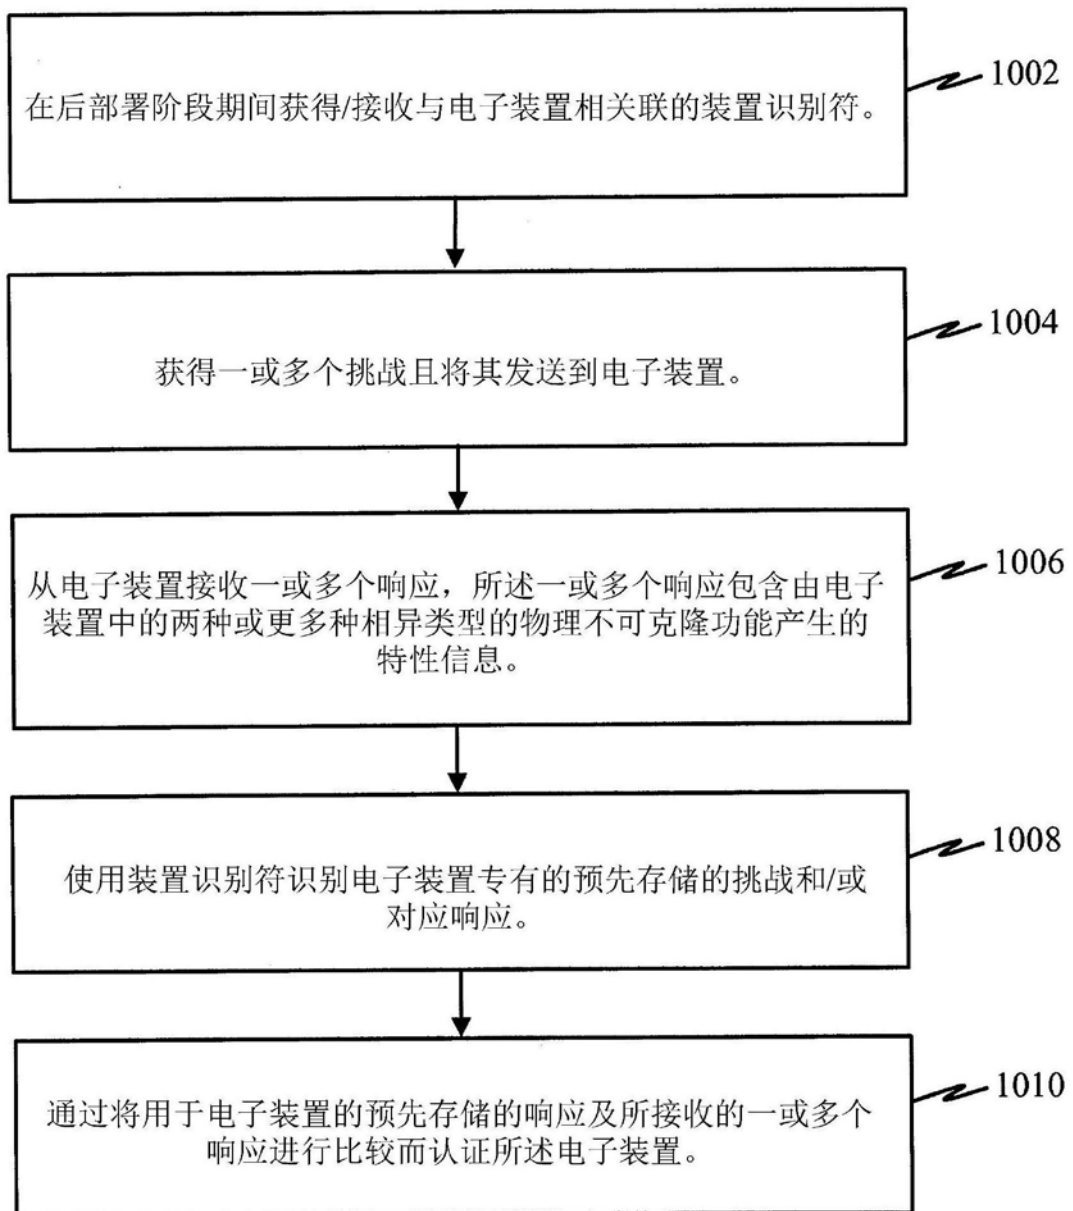 在后部署阶段期间获得/接收与电子装置相关联的装置识别符。
1002
获得一或多个挑战且将其发送到电子装置。
1004
从电子装置接收一或多个响应，所述一或多个响应包含由电子
装置中的两种或更多种相异类型的物理不可克隆功能产生的
特性信息。
1006
使用装置识别符识别电子装置专有的预先存储的挑战和/或
对应响应。
1008
通过将用于电子装置的预先存储的响应及所接收的一或多个
响应进行比较而认证所述电子装置。
1010